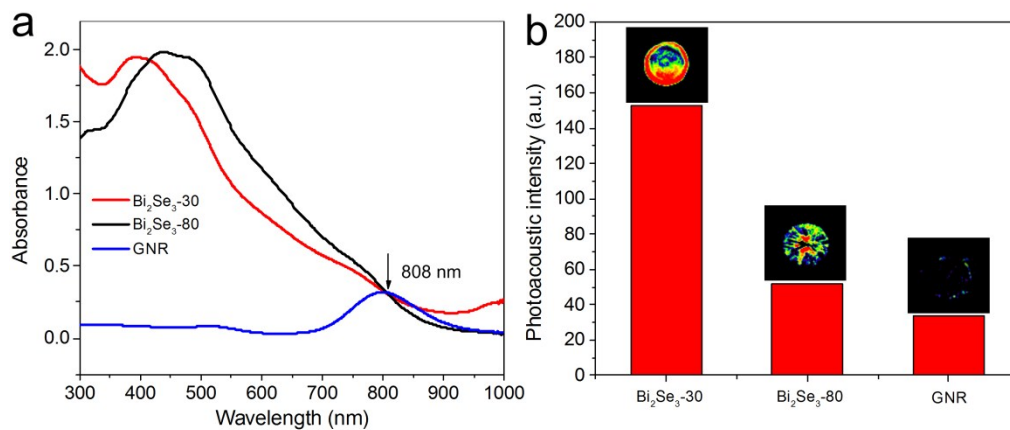 a
2.0
1.5
1.0
0.5
0.0
Absorbance
Bi₂Se₃-30
Bi₂Se₃-80
GNR
808 nm
300 400 500 600 700 800 900 1000
Wavelength (nm)
b
200
180
160
140
120
100
80
60
40
20
0
Photoacoustic intensity (a.u.)
Bi₂Se₃-30 Bi₂Se₃-80 GNR